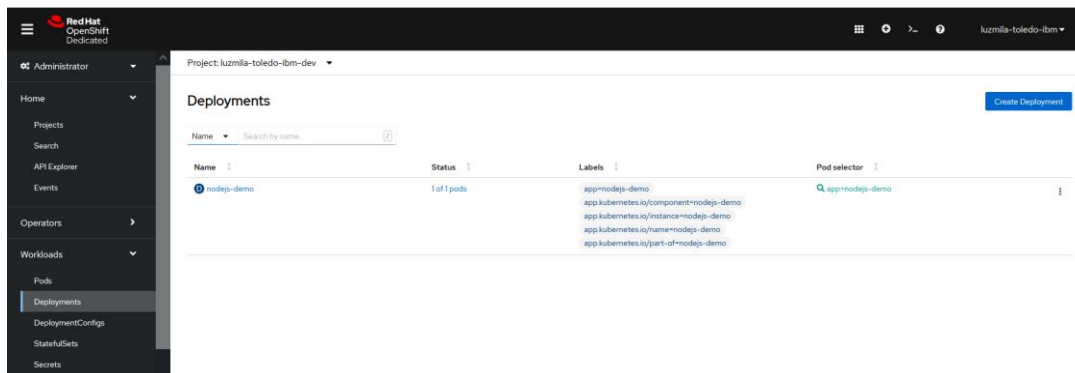 Red Hat
OpenShift
Dedicated
luzmila-toledo-ibm
Administrator
Project: luzmila-toledo-ibm-dev
Home
Projects
Search
API Explorer
Events
Operators
Workloads
Pods
Deployments
DeploymentConfigs
StatefulSets
Secrets
Deployments
Create Deployment
Name
Search by name...
/
Name
Status
Labels
Pod selector
D nodejs-demo
1 of 1 pods
app=nodejs-demo
app.kubernetes.io/component=nodejs-demo
app.kubernetes.io/instance=nodejs-demo
app.kubernetes.io/name=nodejs-demo
app.kubernetes.io/part-of=nodejs-demo
app=nodejs-demo